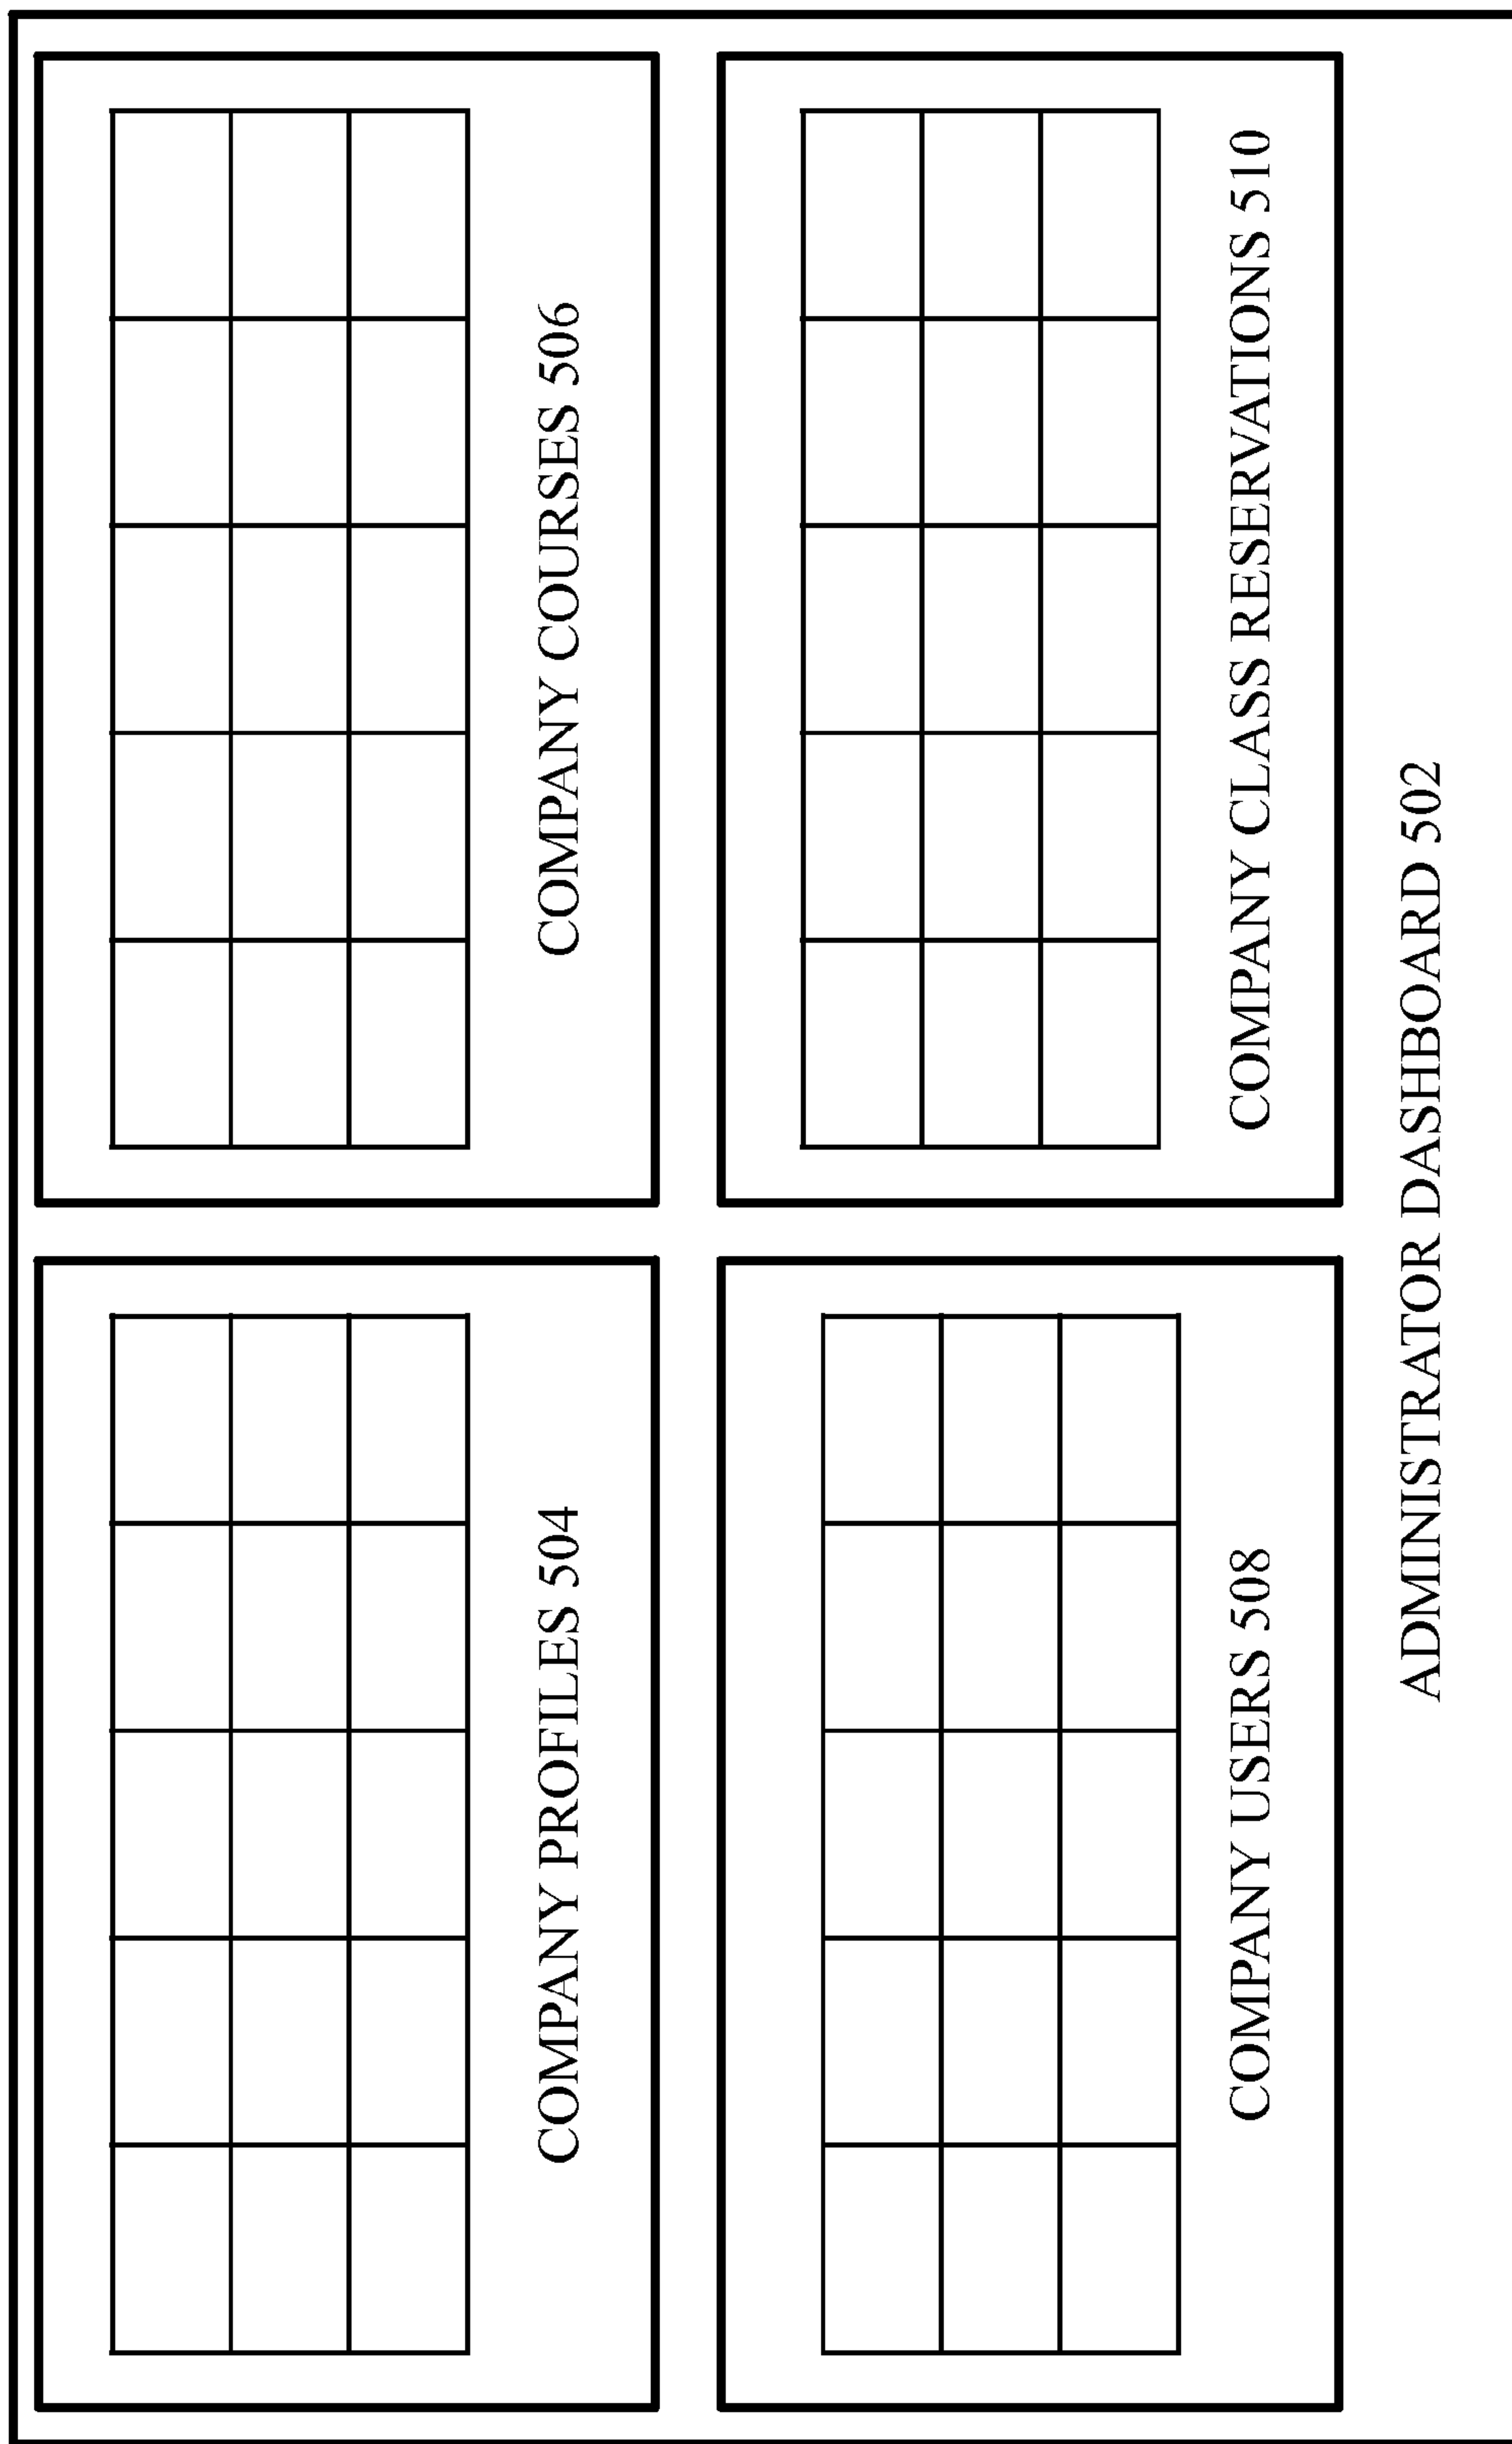 COMPANY PROFILES 504
COMPANY COURSES 506
COMPANY USERS 508
COMPANY CLASS RESERVATIONS 510
ADMINISTRATOR DASHBOARD 502